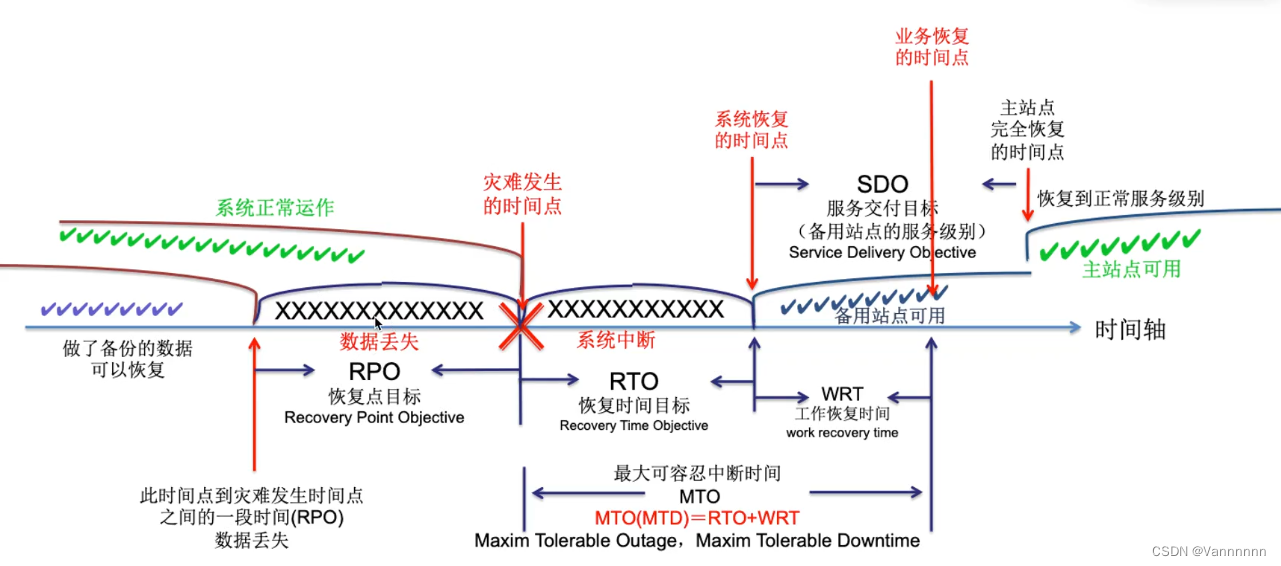 业务恢复
的时间点
系统恢复
的时间点
主站点
完全恢复
的时间点
灾难发生
的时间点
SDO
服务交付目标
（备用站点的服务级别）
Service Delivery Objective
恢复到正常服务级别
系统正常运作
主站点可用
XXXXXXXXXXXXX
XXXXXXXXXXX
备用站点可用
数据丢失
系统中断
时间轴
做了备份的数据
可以恢复
RPO
恢复点目标
Recovery Point Objective
RTO
恢复时间目标
Recovery Time Objective
WRT
工作恢复时间
work recovery time
此时间点到灾难发生时间点
之间的一段时间(RPO)
数据丢失
最大可容忍中断时间
MTO
MTO(MTD)＝RTO+WRT
Maxim Tolerable Outage，Maxim Tolerable Downtime
CSDN @Vannnnnn